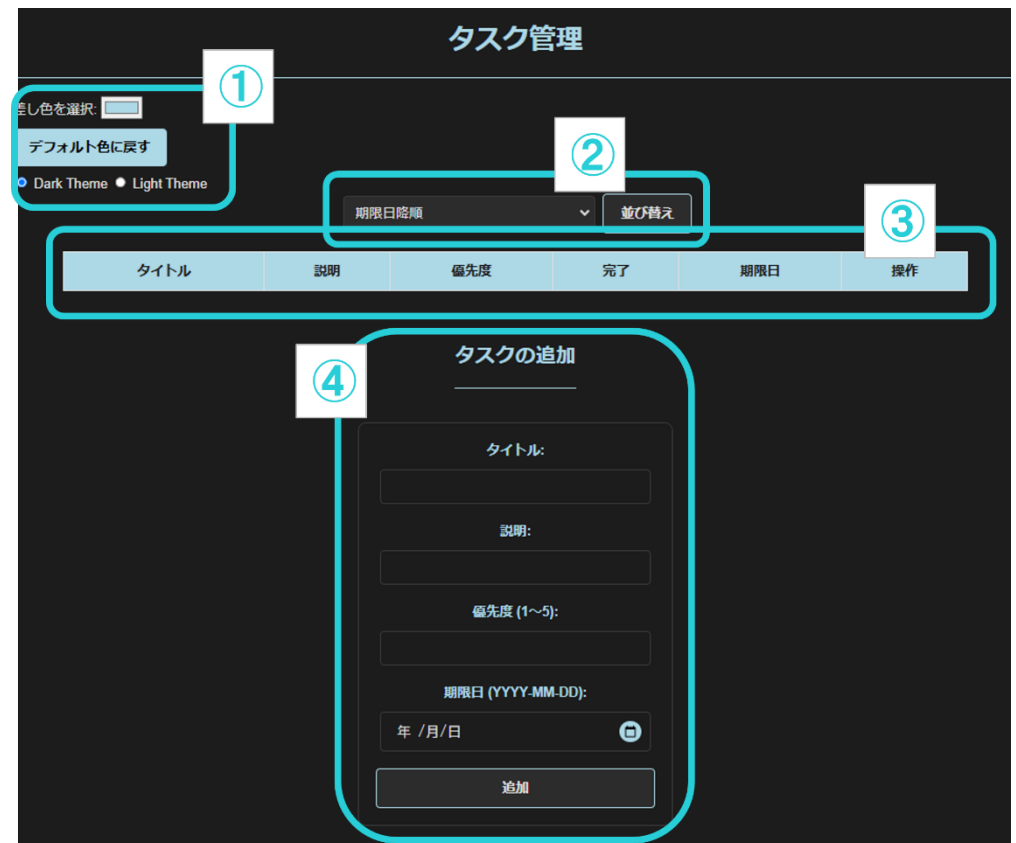 タスク管理
①
差し色を選択:
デフォルト色に戻す
Dark Theme Light Theme
②
期限日降順 並び替え
③
タイトル 説明 優先度 完了 期限日 操作
④
タスクの追加
タイトル:
説明:
優先度 (1～5):
期限日 (YYYY-MM-DD):
年 /月/日
追加